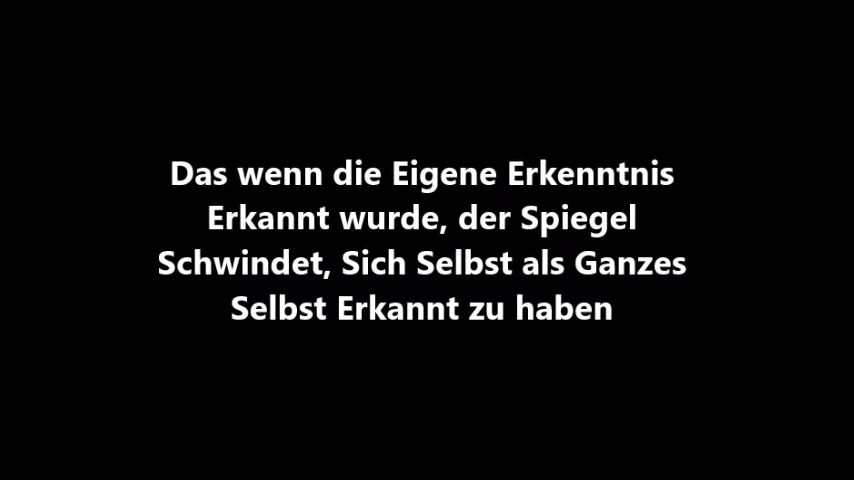 Das wenn die Eigene Erkenntnis
Erkannt wurde, der Spiegel
Schwindet, Sich Selbst als Ganzes
Selbst Erkannt zu haben